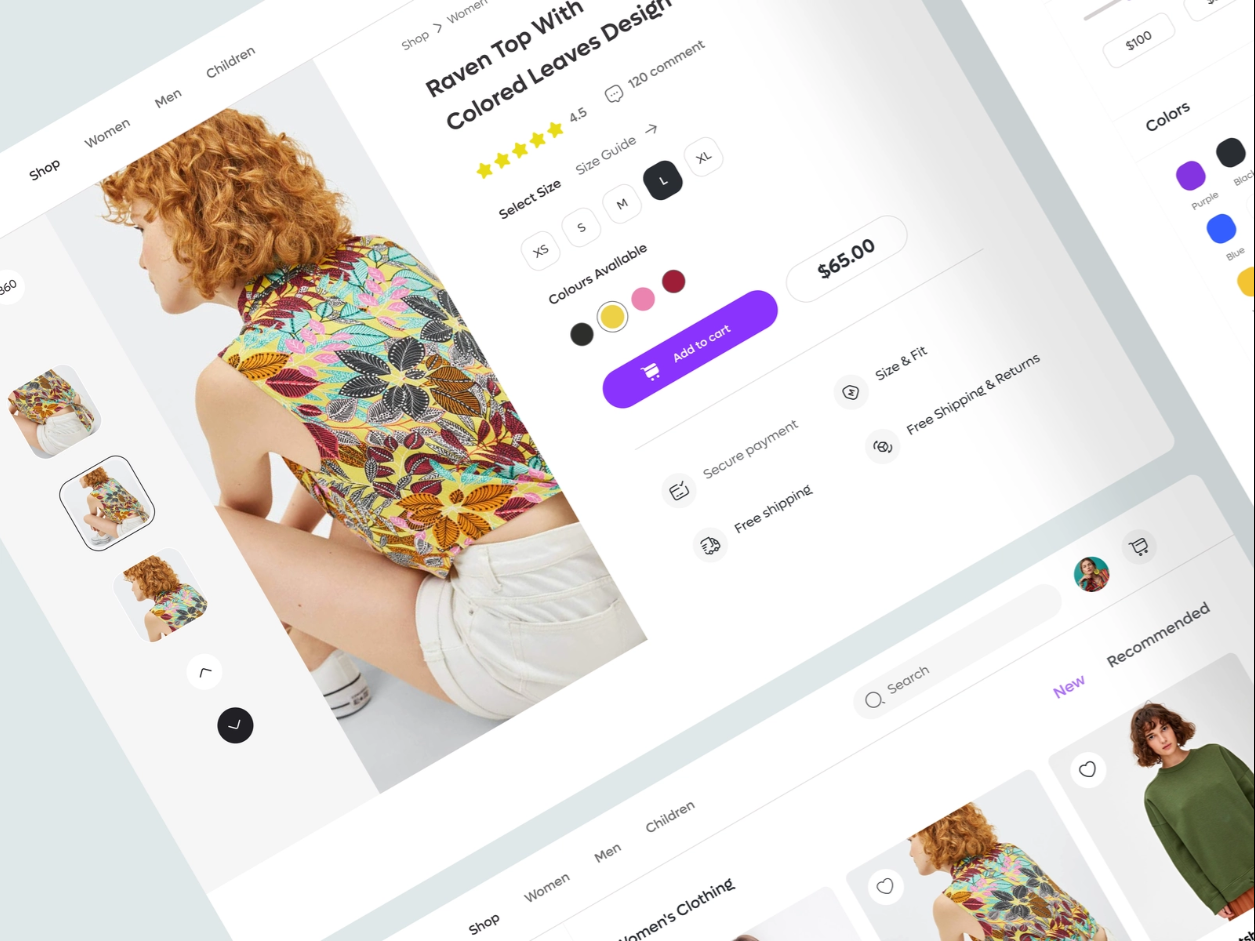 Shop
Women
Men
Children
Shop > Women
Raven Top With
Colored Leaves Design
4.5
120 comment
Select Size
Size Guide
XS
S
M
L
XL
Colours Available
Add to cart
$65.00
Secure payment
Size & Fit
Free shipping
Free Shipping & Returns
360
$100
Colors
Purple
Blue
Search
New
Recommended
Shop
Women
Men
Children
Women's Clothing